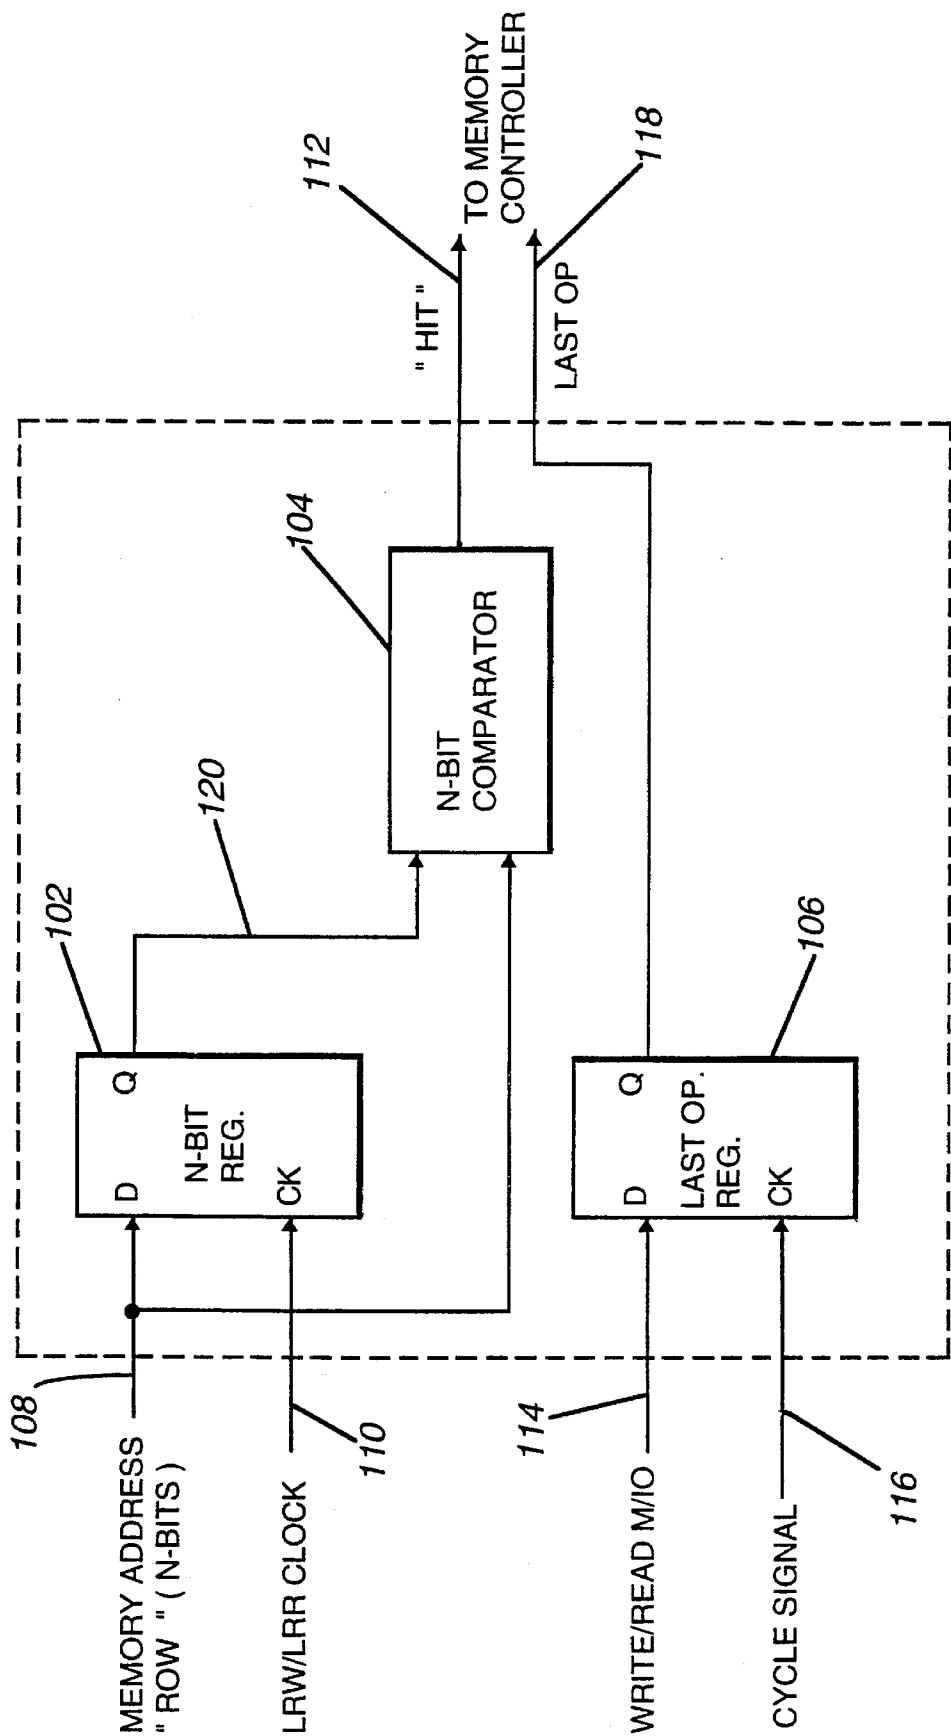 MEMORY ADDRESS
" ROW " ( N-BITS )
108
LRW/LRR CLOCK
110
D
Q
N-BIT
REG.
CK
102
120
N-BIT
COMPARATOR
104
" HIT "
112
TO MEMORY
CONTROLLER
LAST OP
118
WRITE/READ M/IO
114
CYCLE SIGNAL
116
D
Q
LAST OP.
REG.
CK
106